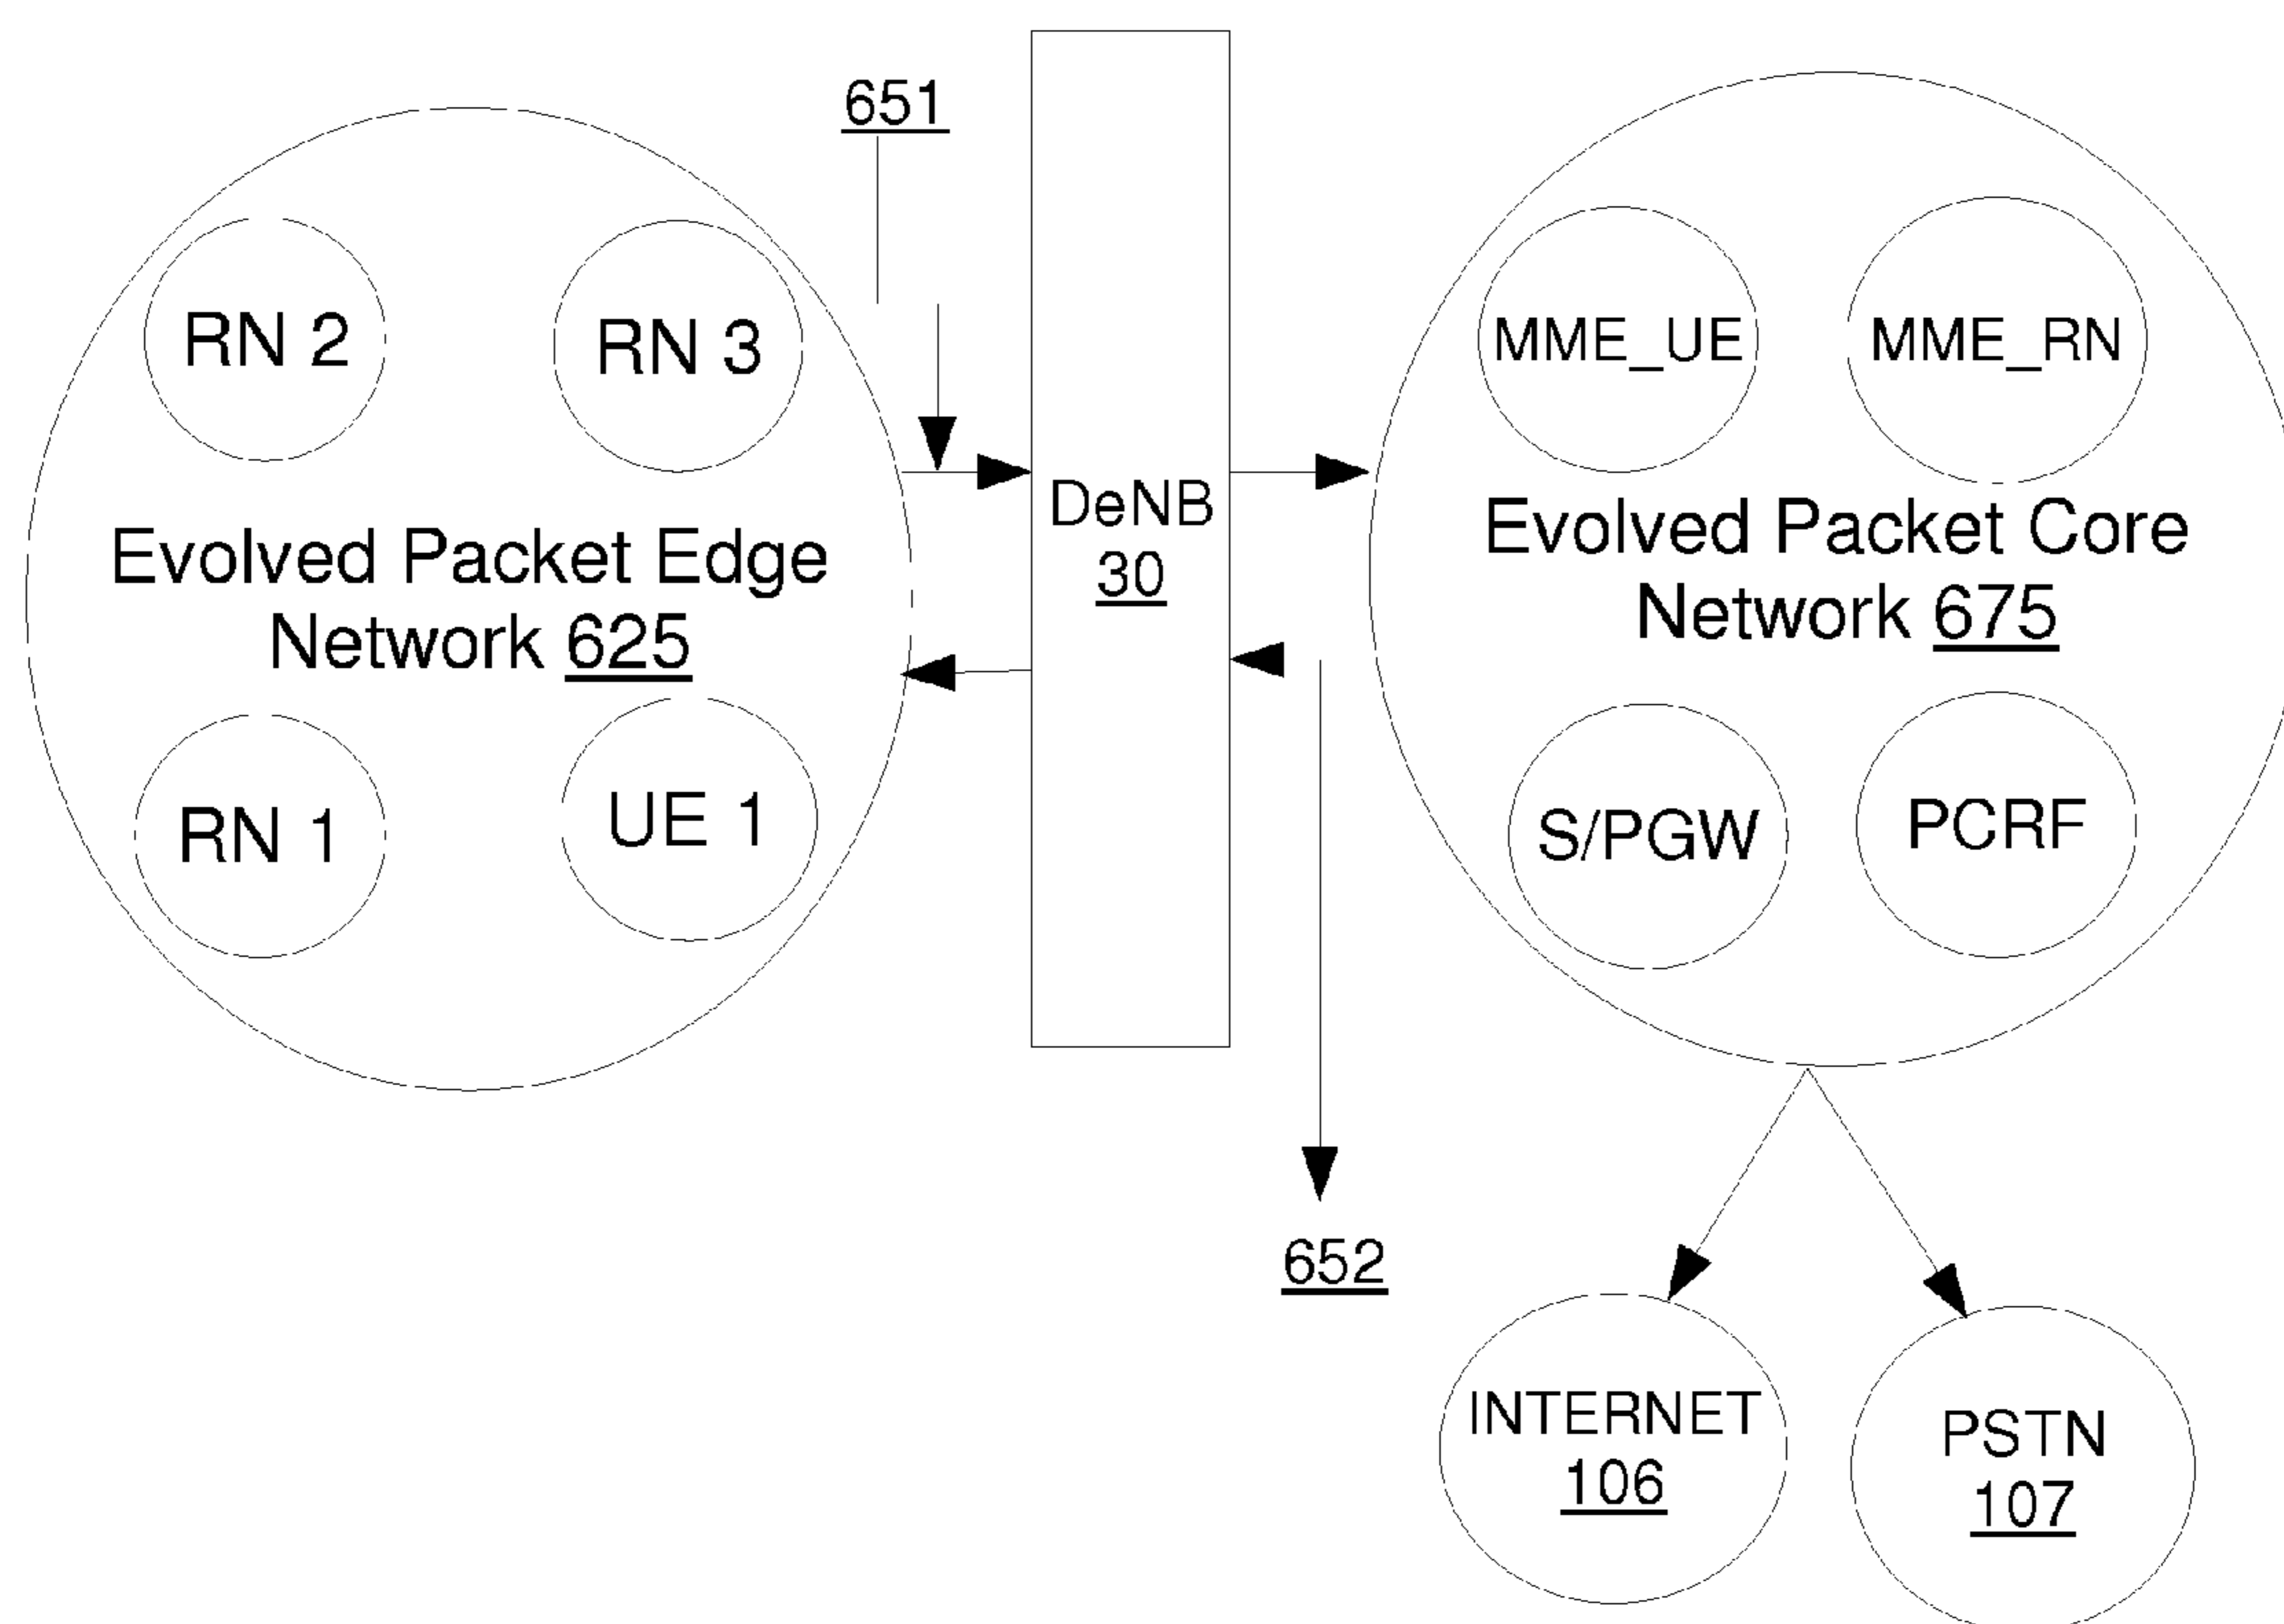 651
RN 2
RN 3
Evolved Packet Edge
Network 625
RN 1
UE 1
DeNB
30
652
MME_UE
MME_RN
Evolved Packet Core
Network 675
S/PGW
PCRF
INTERNET
106
PSTN
107